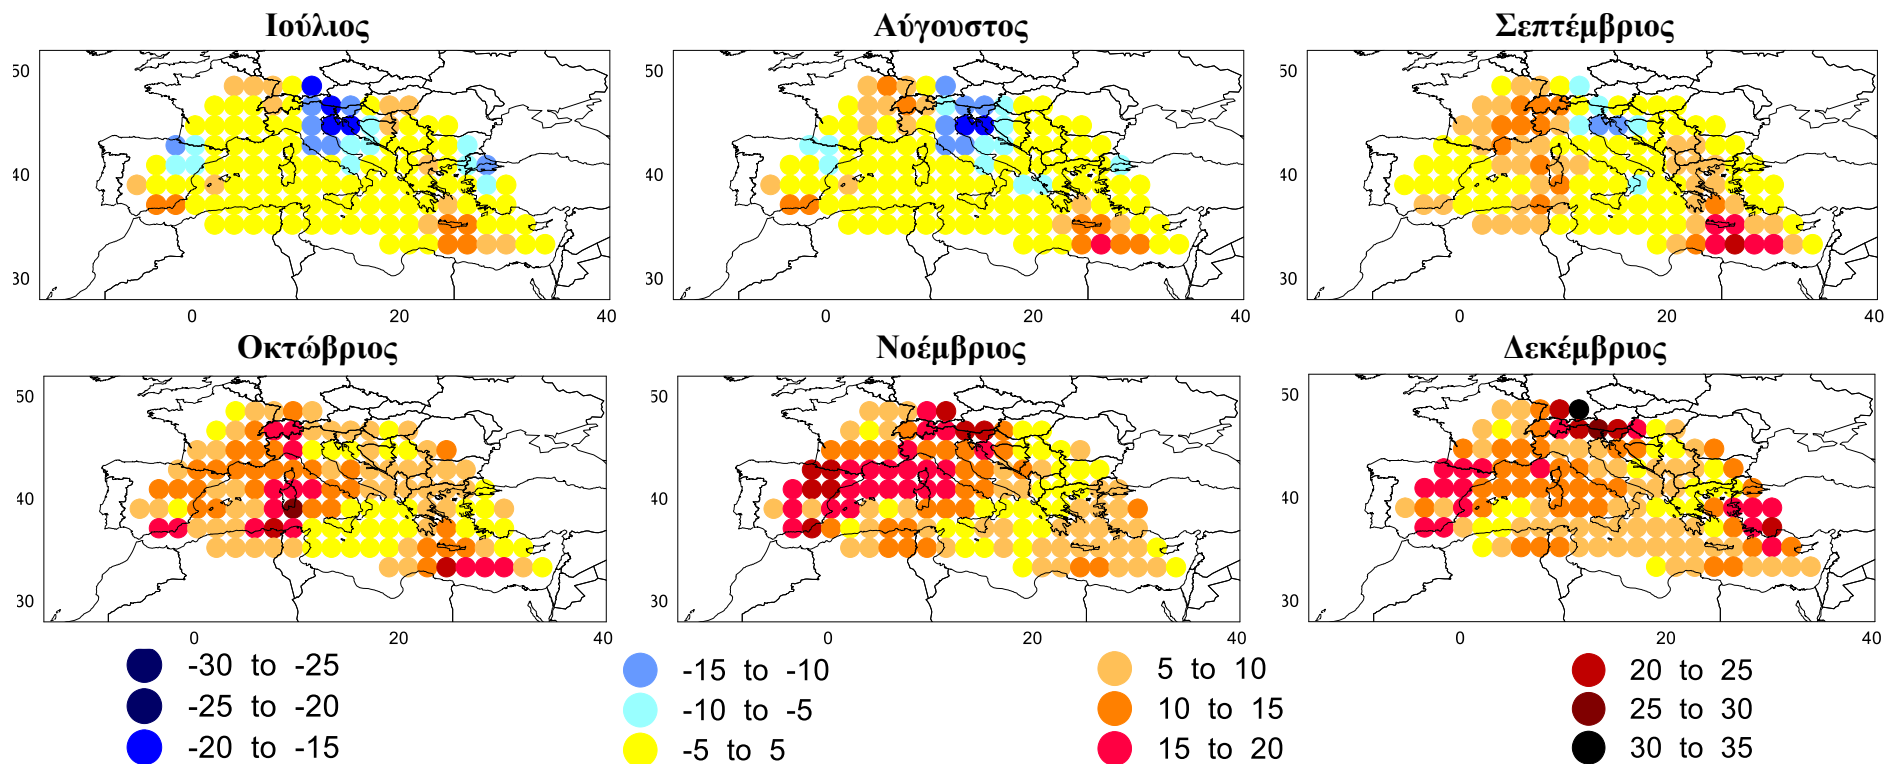 Ιούλιος Αύγουστος Σεπτέμβριος
50 50 50
40 40 40
30 30 30
0 20 40 0 20 40 0 20 40
Οκτώβριος Νοέμβριος Δεκέμβριος
50 50 50
40 40 40
30 30 30
0 20 40 0 20 40 0 20 40
-30 to -25 -15 to -10 5 to 10 20 to 25
-25 to -20 -10 to -5 10 to 15 25 to 30
-20 to -15 -5 to 5 15 to 20 30 to 35